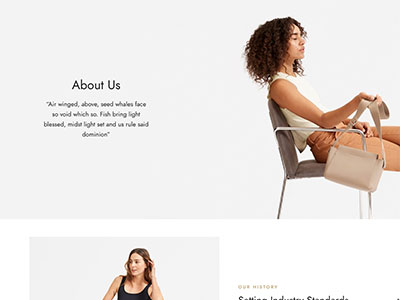 About Us
“Air winged, above, seed whales face
so void which so. Fish bring light
blessed, midst light set and us rule said
dominion”
OUR HISTORY
Setting Industry Standards